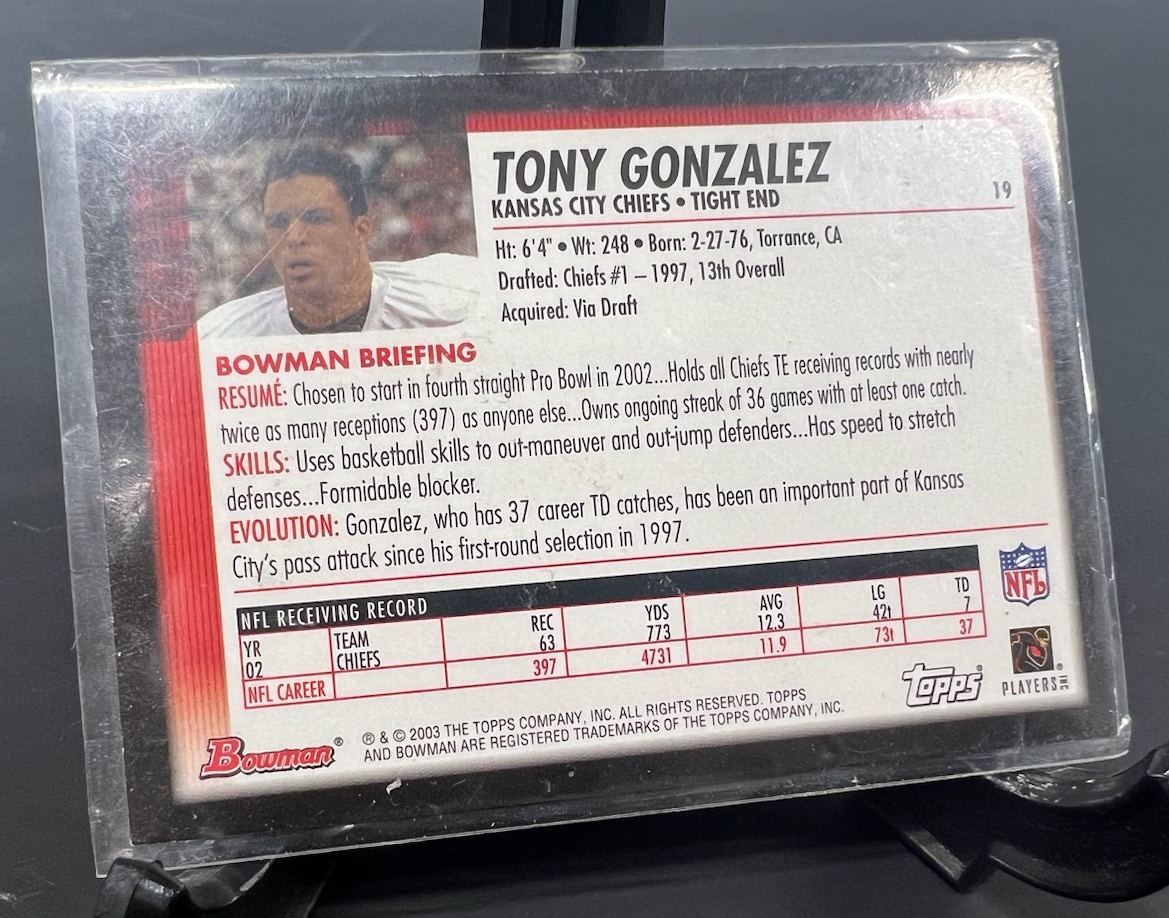 TONY GONZALEZ
KANSAS CITY CHIEFS • TIGHT END
19
Ht: 6'4" • Wt: 248 • Born: 2-27-76, Torrance, CA
Drafted: Chiefs #1 – 1997, 13th Overall
Acquired: Via Draft
BOWMAN BRIEFING
RESUMÉ: Chosen to start in fourth straight Pro Bowl in 2002...Holds all Chiefs TE receiving records with nearly
twice as many receptions (397) as anyone else...Owns ongoing streak of 36 games with at least one catch.
SKILLS: Uses basketball skills to out-maneuver and out-jump defenders...Has speed to stretch
defenses...Formidable blocker.
EVOLUTION: Gonzalez, who has 37 career TD catches, has been an important part of Kansas
City's pass attack since his first-round selection in 1997.
NFL RECEIVING RECORD
YR TEAM REC YDS AVG LG TD
02 CHIEFS 63 773 12.3 42t 7
NFL CAREER 397 4731 11.9 73t 37
NFL
PLAYERS INC
topps®
Bowman®
® & © 2003 THE TOPPS COMPANY, INC. ALL RIGHTS RESERVED. TOPPS
AND BOWMAN ARE REGISTERED TRADEMARKS OF THE TOPPS COMPANY, INC.